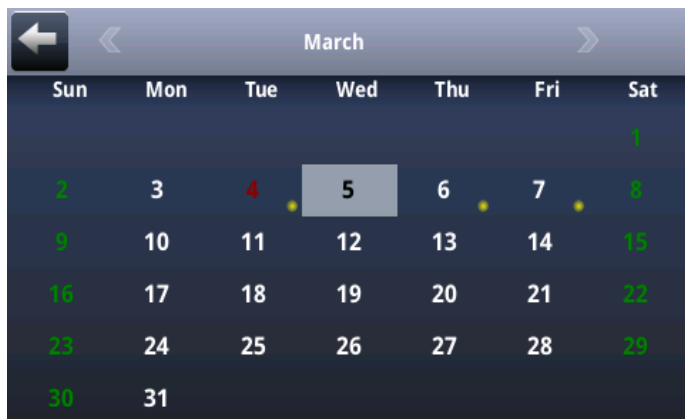 March
Sun Mon Tue Wed Thu Fri Sat
1
2 3 4 5 6 7 8
9 10 11 12 13 14 15
16 17 18 19 20 21 22
23 24 25 26 27 28 29
30 31